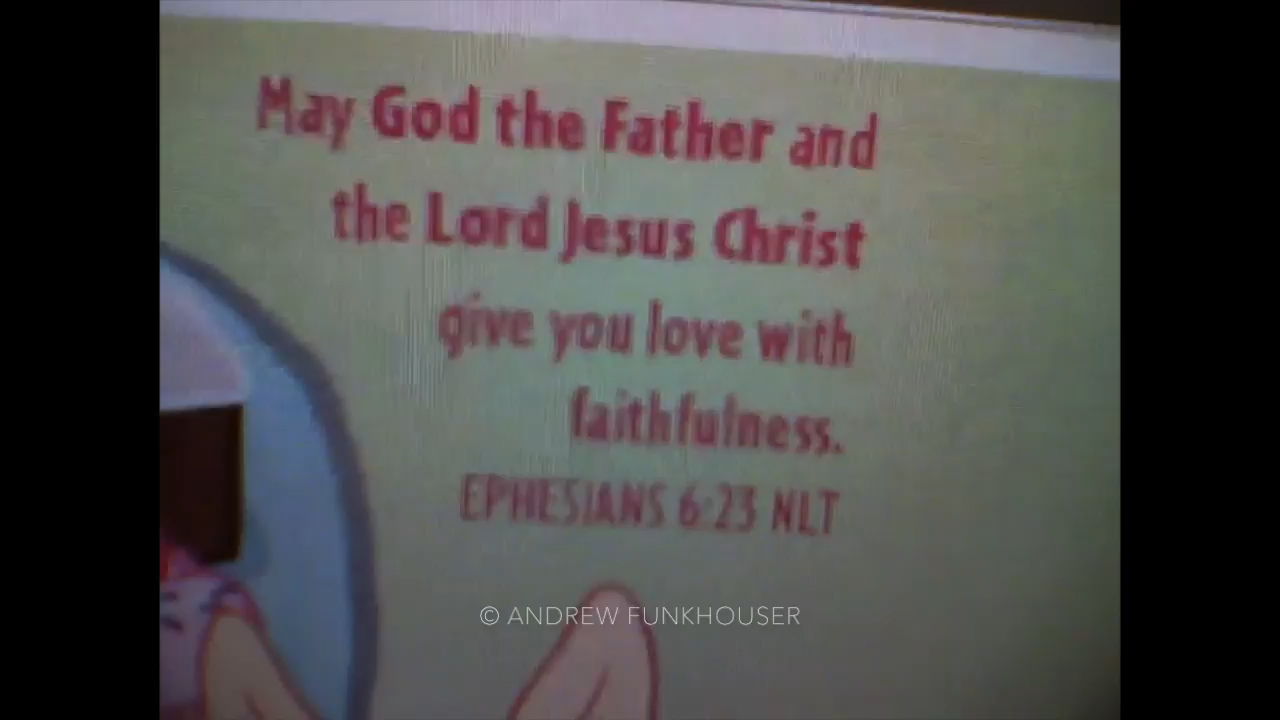 May God the Father and
the Lord Jesus Christ
give you love with
faithfulness.
EPHESIANS 6:23 NLT
© ANDREW FUNKHOUSER